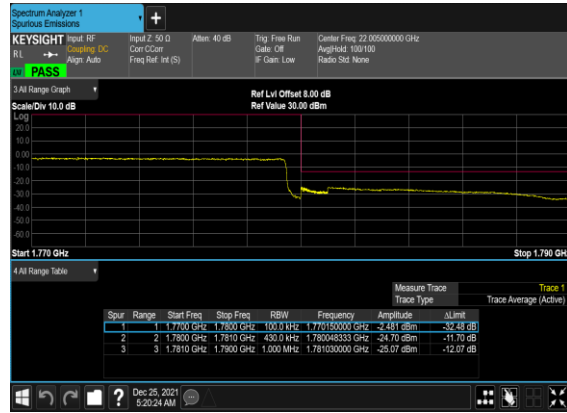 Spectrum Analyzer 1
Spurious Emissions
KEYSIGHT Input: RF Input Z: 50 Ω Atten: 40 dB Trig: Free Run Center Freq: 22.005000000 GHz
RL Coupling: DC Corr CCorr Gate: Off Avg|Hold: 100/100
Align: Auto Freq Ref: Int (S) IF Gain: Low Radio Std: None
PASS
3 All Range Graph
Ref Lvl Offset 8.00 dB
Scale/Div 10.0 dB Ref Value 30.00 dBm
Log
20.0
10.0
0.00
-10.0
-20.0
-30.0
-40.0
-50.0
-60.0
Start 1.770 GHz Stop 1.790 GH
4 All Range Table
Measure Trace Trace 1
Trace Type Trace Average (Active)
Spur Range Start Freq Stop Freq RBW Frequency Amplitude ΔLimit
1 1 1.7700 GHz 1.7800 GHz 100.0 kHz 1.770150000 GHz -2.481 dBm -32.48 dB
2 2 1.7800 GHz 1.7810 GHz 430.0 kHz 1.780048333 GHz -24.70 dBm -11.70 dB
3 3 1.7810 GHz 1.7900 GHz 1.000 MHz 1.781030000 GHz -25.07 dBm -12.07 dB
Dec 25, 2021
5:20:24 AM